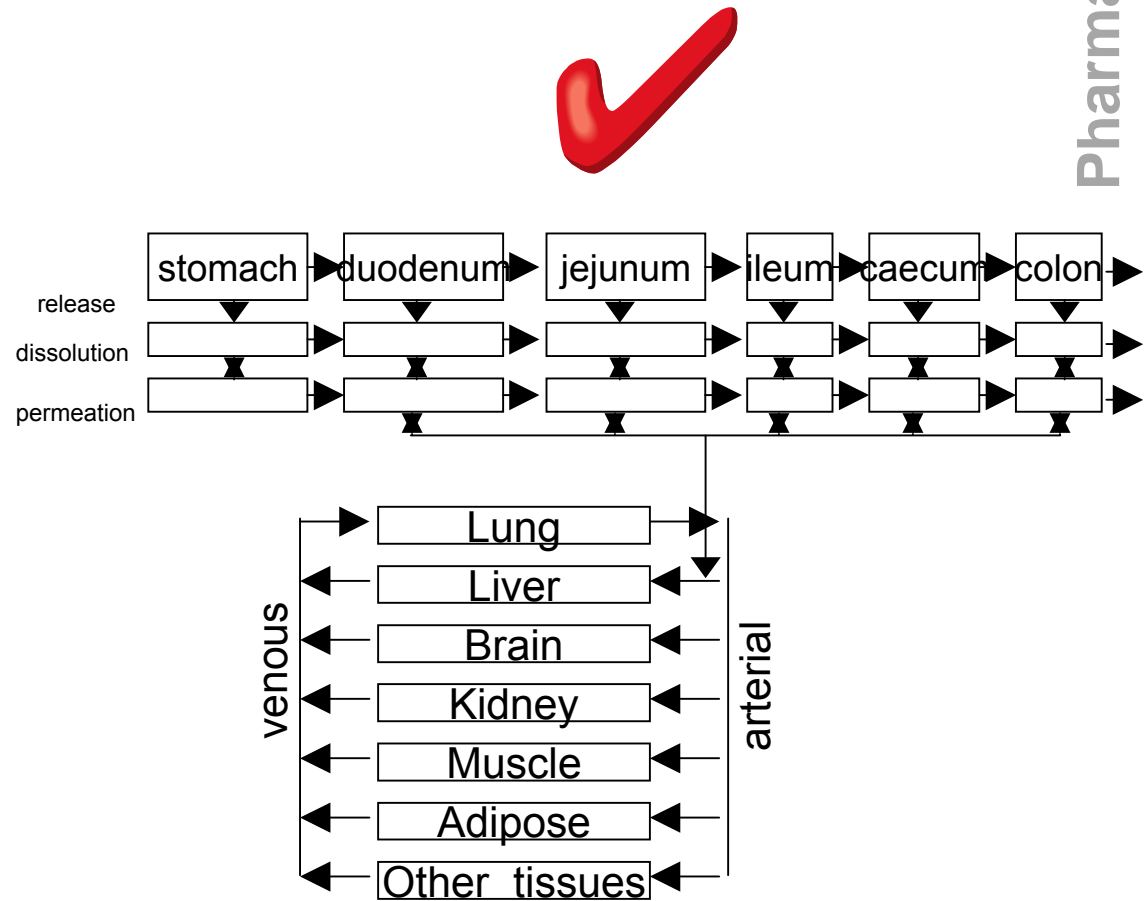 Pharma
stomach duodenum jejunum ileum caecum colon
release
dissolution
permeation
Lung
Liver
Brain
Kidney
Muscle
Adipose
Other tissues
venous
arterial